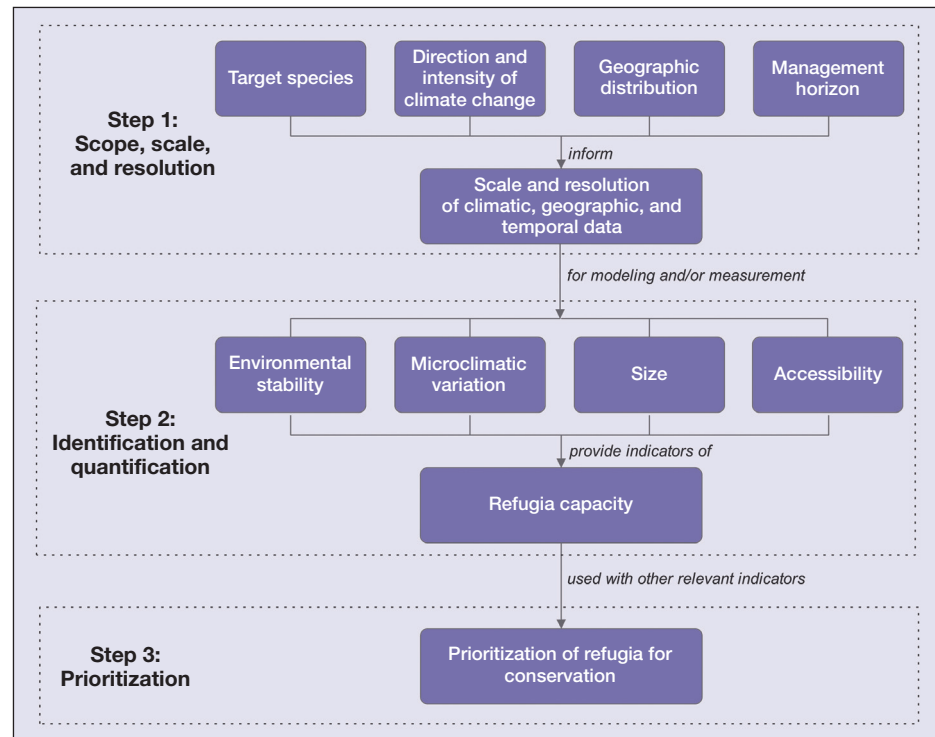 Step 1:
Scope, scale,
and resolution
Target species
Direction and
intensity of
climate change
Geographic
distribution
Management
horizon
inform
Scale and resolution
of climatic, geographic, and
temporal data
for modeling and/or measurement
Step 2:
Identification and
quantification
Environmental
stability
Microclimatic
variation
Size
Accessibility
provide indicators of
Refugia capacity
used with other relevant indicators
Step 3:
Prioritization
Prioritization of refugia for
conservation